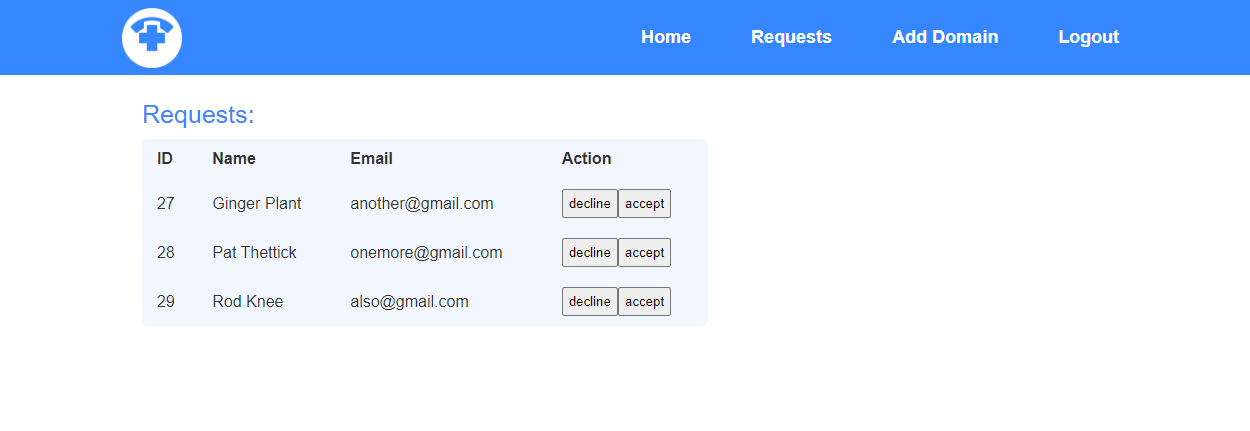 Home Requests Add Domain Logout
Requests:
ID Name Email Action
27 Ginger Plant another@gmail.com decline accept
28 Pat Thettick onemore@gmail.com decline accept
29 Rod Knee also@gmail.com decline accept